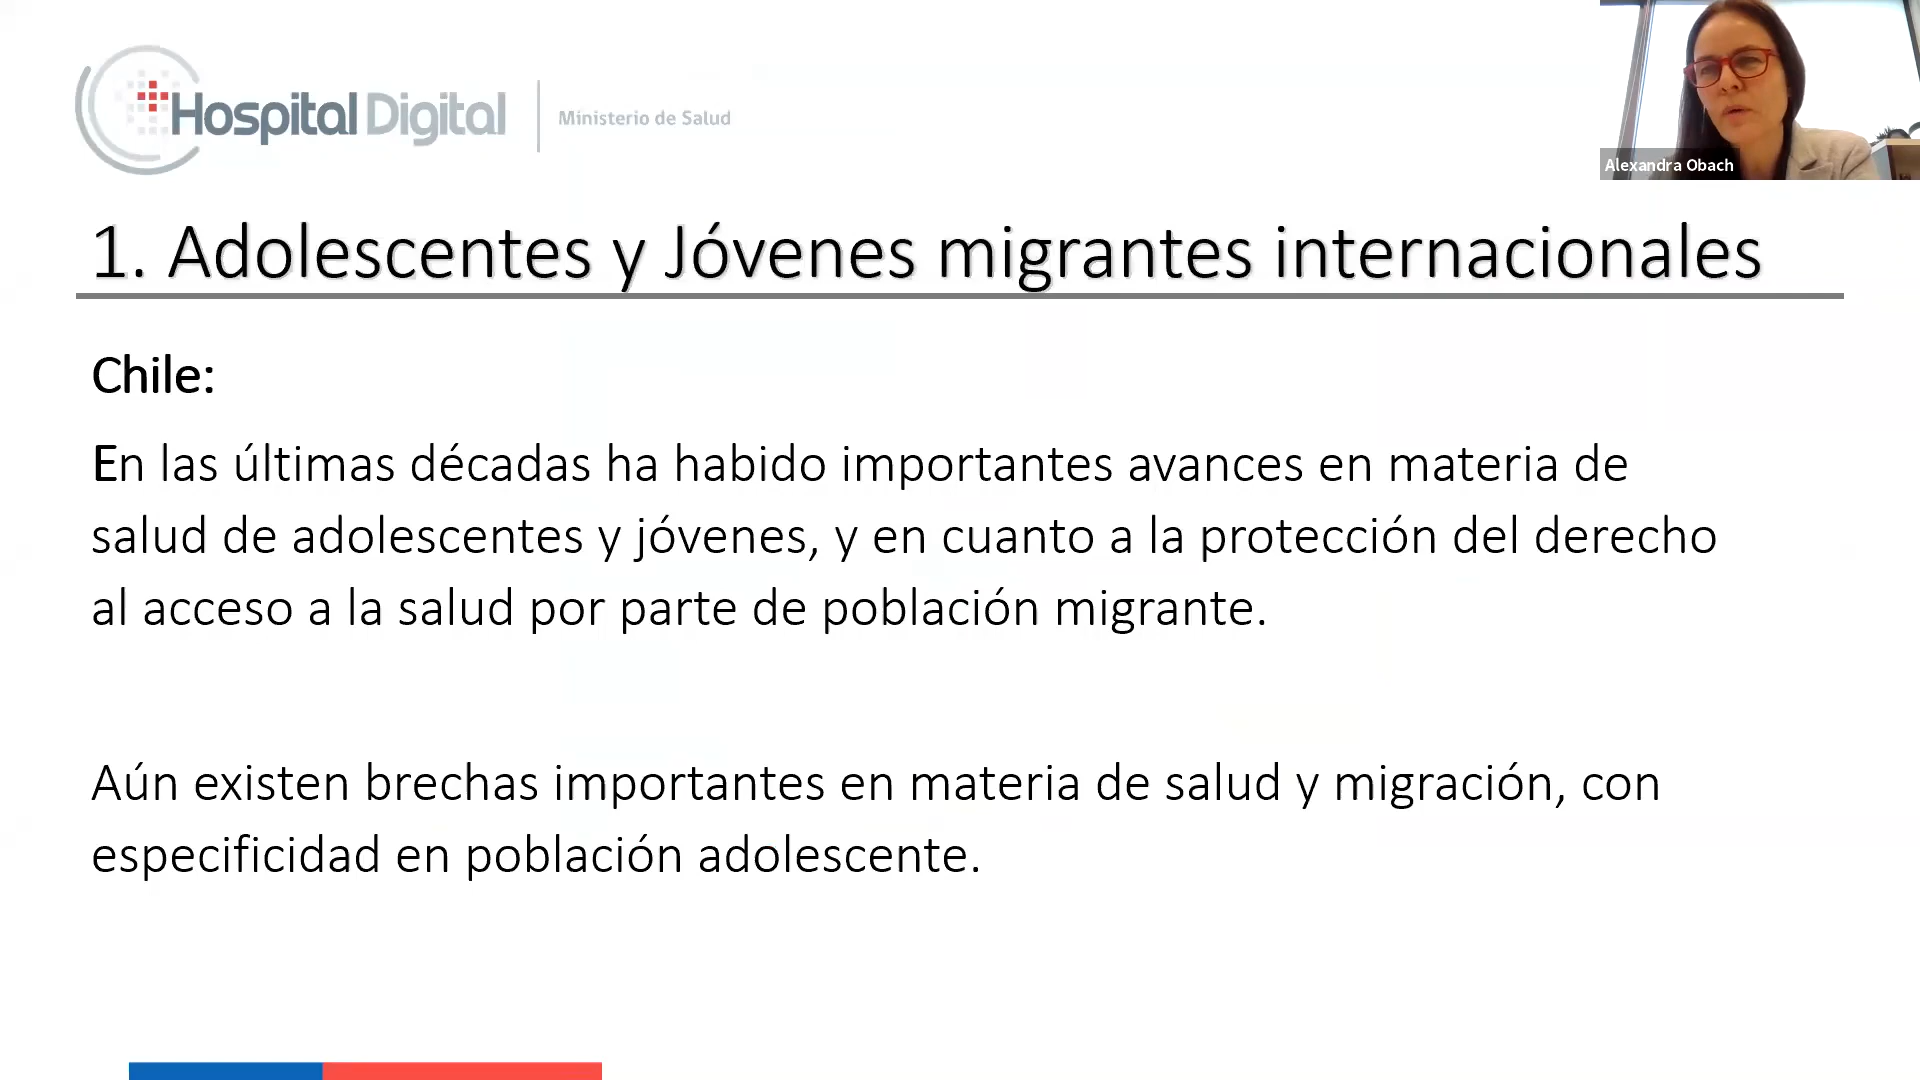 Hospital Digital
Ministerio de Salud
Alexandra Obach
1. Adolescentes y Jóvenes migrantes internacionales
Chile:
En las últimas décadas ha habido importantes avances en materia de
salud de adolescentes y jóvenes, y en cuanto a la protección del derecho
al acceso a la salud por parte de población migrante.
Aún existen brechas importantes en materia de salud y migración, con
especificidad en población adolescente.